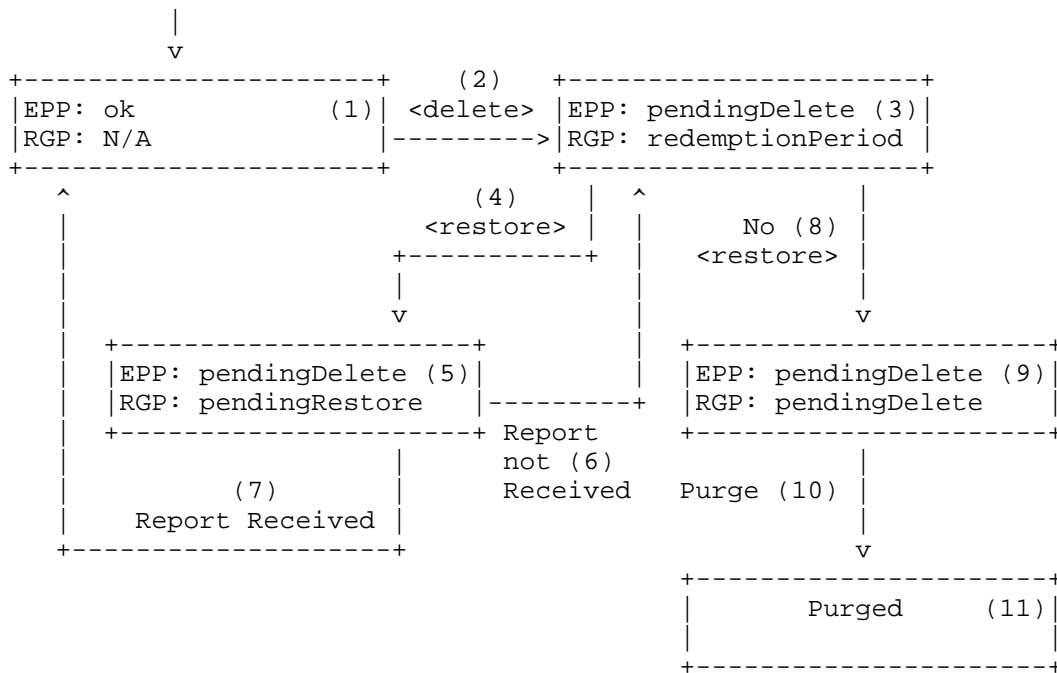 (2)
EPP: ok (1) <delete> EPP: pendingDelete (3)
RGP: N/A RGP: redemptionPeriod
(4)
<restore> No (8)
<restore>
EPP: pendingDelete (5) EPP: pendingDelete (9)
RGP: pendingRestore RGP: pendingDelete
Report
not (6)
(7) Received Purge (10)
Report Received
Purged (11)